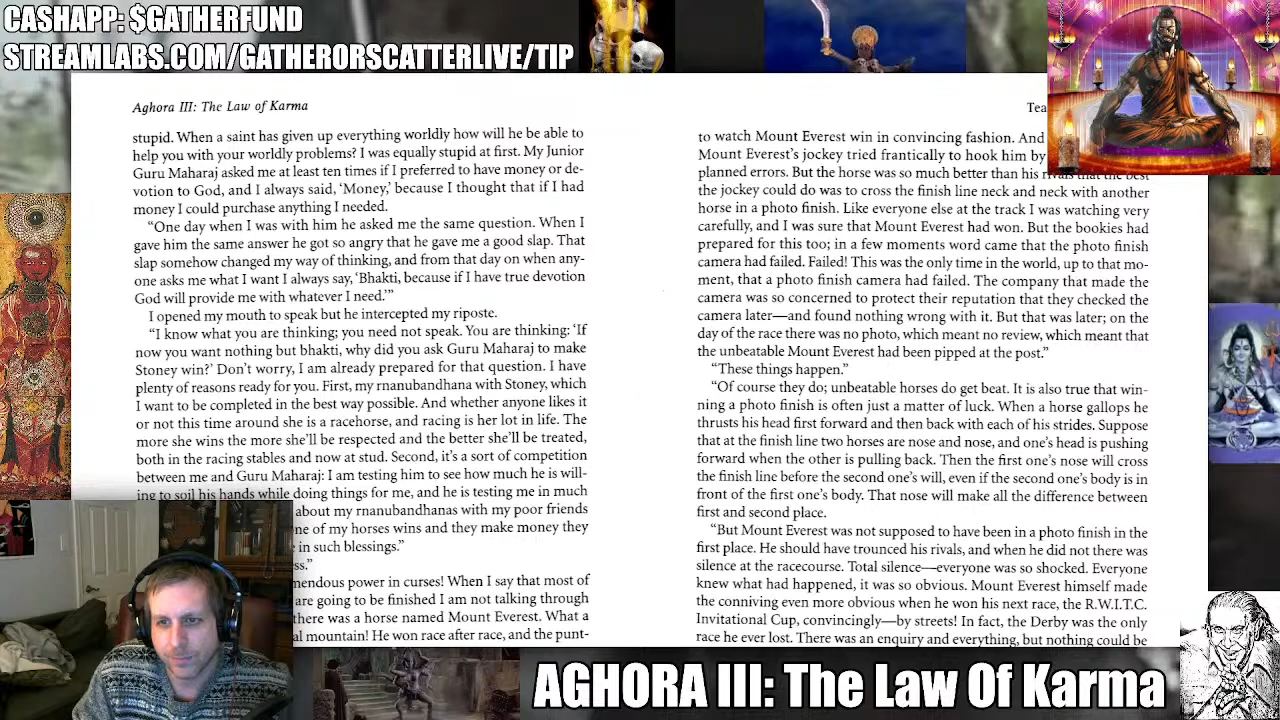 CASHAPP: $GATHERFUND
STREAMLABS.COM/GATHERORSCATTERLIVE/TIP
Aghora III: The Law of Karma
stupid. When a saint has given up everything worldly how will he be able to
help you with your worldly problems? I was equally stupid at first. My Junior
Guru Maharaj asked me at least ten times if I preferred to have money or de-
votion to God, and I always said, ‘Money,’ because I thought that if I had
money I could purchase anything I needed.
“One day when I was with him he asked me the same question. When I
gave him the same answer he got so angry that he gave me a good slap. That
slap somehow changed my way of thinking, and from that day on when any-
one asks me what I want I always say, ‘Bhakti, because if I have true devotion
God will provide me with whatever I need.’”
I opened my mouth to speak but he intercepted my riposte.
“I know what you are thinking; you need not speak. You are thinking: ‘If
now you want nothing but bhakti, why did you ask Guru Maharaj to make
Stoney win?’ Don’t worry, I am already prepared for that question. I have
plenty of reasons ready for you. First, my rnanubandhana with Stoney, which
I want to be completed in the best way possible. And whether anyone likes it
or not this time around she is a racehorse, and racing is her lot in life. The
more she wins the more she’ll be respected and the better she’ll be treated,
both in the racing stables and now at stud. Second, it’s a sort of competition
between me and Guru Maharaj: I am testing him to see how much he is will-
ing to soil his hands while doing things for me, and he is testing me in much
about my rnanubandhanas with my poor friends
ne of my horses wins and they make money they
in such blessings.”
ss.”
mendous power in curses! When I say that most of
are going to be finished I am not talking through
there was a horse named Mount Everest. What a
al mountain! He won race after race, and the punt-
Tea
to watch Mount Everest win in convincing fashion. And
Mount Everest’s jockey tried frantically to hook him by
planned errors. But the horse was so much better than his rivals that the best
the jockey could do was to cross the finish line neck and neck with another
horse in a photo finish. Like everyone else at the track I was watching very
carefully, and I was sure that Mount Everest had won. But the bookies had
prepared for this too; in a few moments word came that the photo finish
camera had failed. Failed! This was the only time in the world, up to that mo-
ment, that a photo finish camera had failed. The company that made the
camera was so concerned to protect their reputation that they checked the
camera later—and found nothing wrong with it. But that was later; on the
day of the race there was no photo, which meant no review, which meant that
the unbeatable Mount Everest had been pipped at the post.”
“These things happen.”
“Of course they do; unbeatable horses do get beat. It is also true that win-
ning a photo finish is often just a matter of luck. When a horse gallops he
thrusts his head first forward and then back with each of his strides. Suppose
that at the finish line two horses are nose and nose, and one’s head is pushing
forward when the other is pulling back. Then the first one’s nose will cross
the finish line before the second one’s will, even if the second one’s body is in
front of the first one’s body. That nose will make all the difference between
first and second place.
“But Mount Everest was not supposed to have been in a photo finish in the
first place. He should have trounced his rivals, and when he did not there was
silence at the racecourse. Total silence—everyone was so shocked. Everyone
knew what had happened, it was so obvious. Mount Everest himself made
the conniving even more obvious when he won his next race, the R.W.I.T.C.
Invitational Cup, convincingly—by streets! In fact, the Derby was the only
race he ever lost. There was an enquiry and everything, but nothing could be
AGHORA III: The Law Of Karma